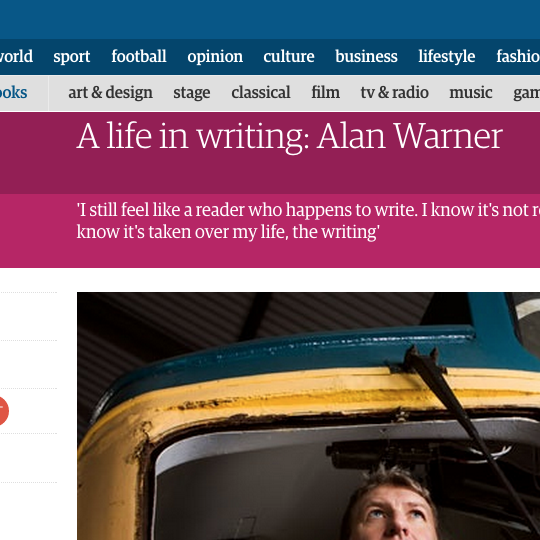 world sport football opinion culture business lifestyle fashio
ooks art & design stage classical film tv & radio music gam
A life in writing: Alan Warner
'I still feel like a reader who happens to write. I know it's not r
know it's taken over my life, the writing'